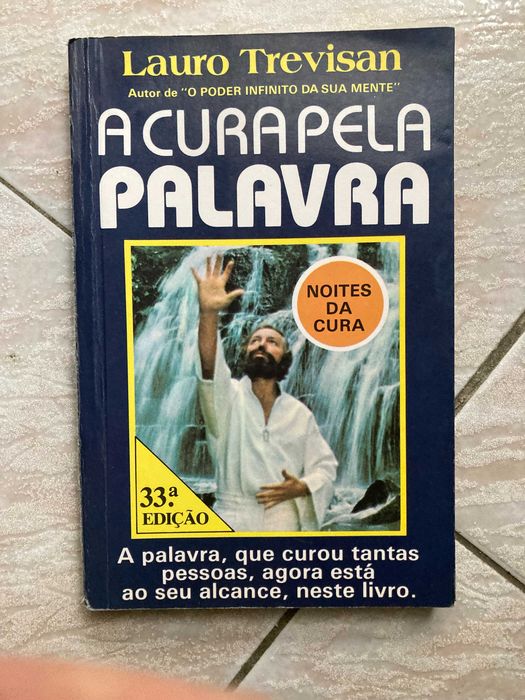 Lauro Trevisan
Autor de "O PODER INFINITO DA SUA MENTE"
A CURA PELA
PALAVRA
NOITES
DA
CURA
33.ª
EDIÇÃO
A palavra, que curou tantas
pessoas, agora está
ao seu alcance, neste livro.